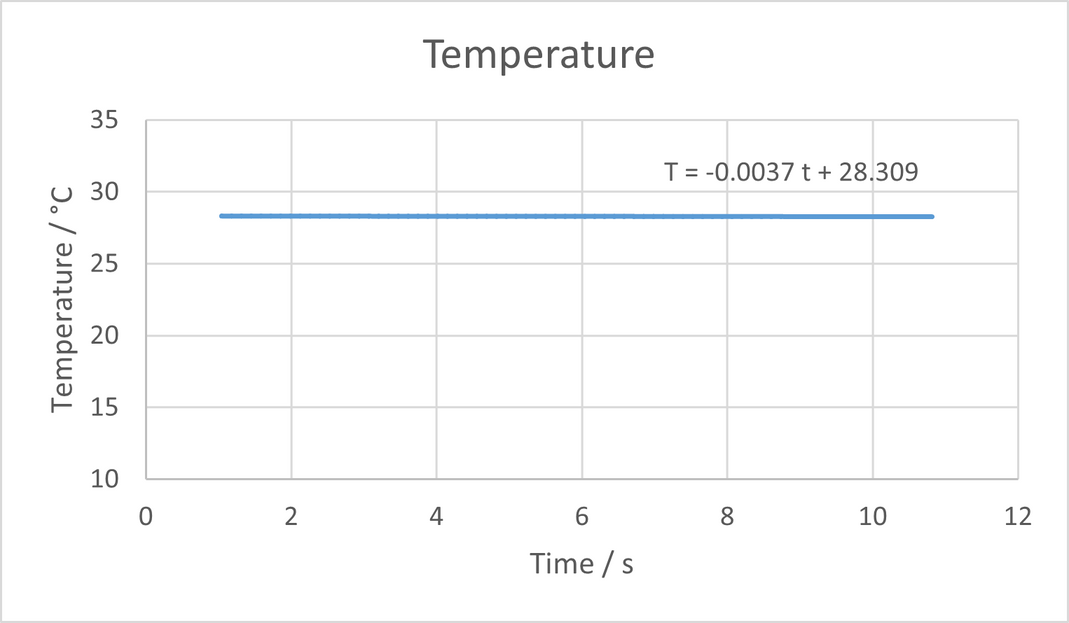 Temperature
35
30
25
20
15
10
Temperature / °C
T = -0.0037 t + 28.309
0 2 4 6 8 10 12
Time / s